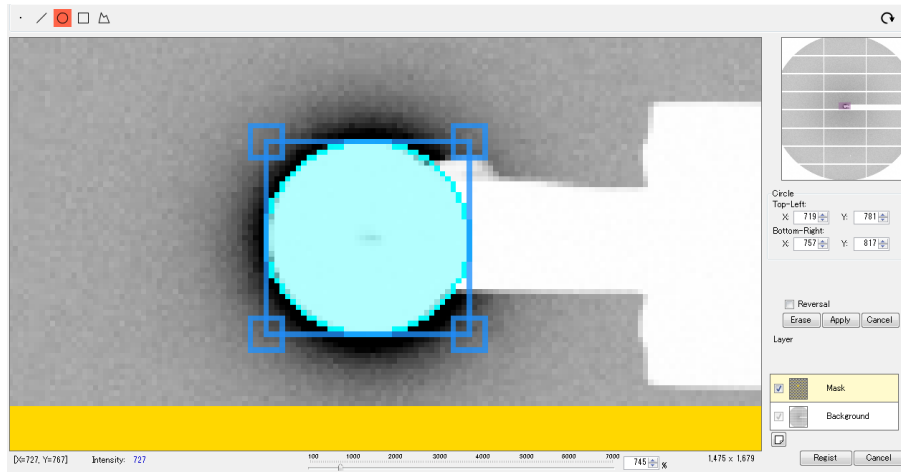 Circle
Top-Left:
X: 719 Y: 781
Bottom-Right:
X: 757 Y: 817
Reversal
Erase Apply Cancel
Layer
Mask
Background
[X=727, Y=767] Intensity: 727
100 1000 2000 3000 4000 5000 6000 7000
745 %
1,475 x 1,679
Regist Cancel